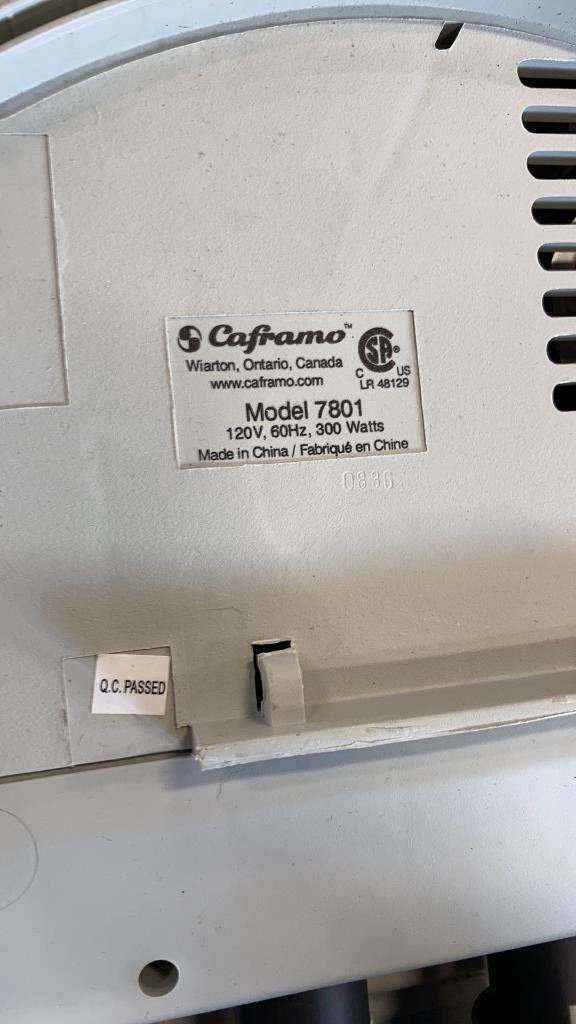 Caframo™
Wiarton, Ontario, Canada
www.caframo.com
CSA®
C US
LR 48129
Model 7801
120V, 60Hz, 300 Watts
Made in China / Fabriqué en Chine
0836
Q.C. PASSED